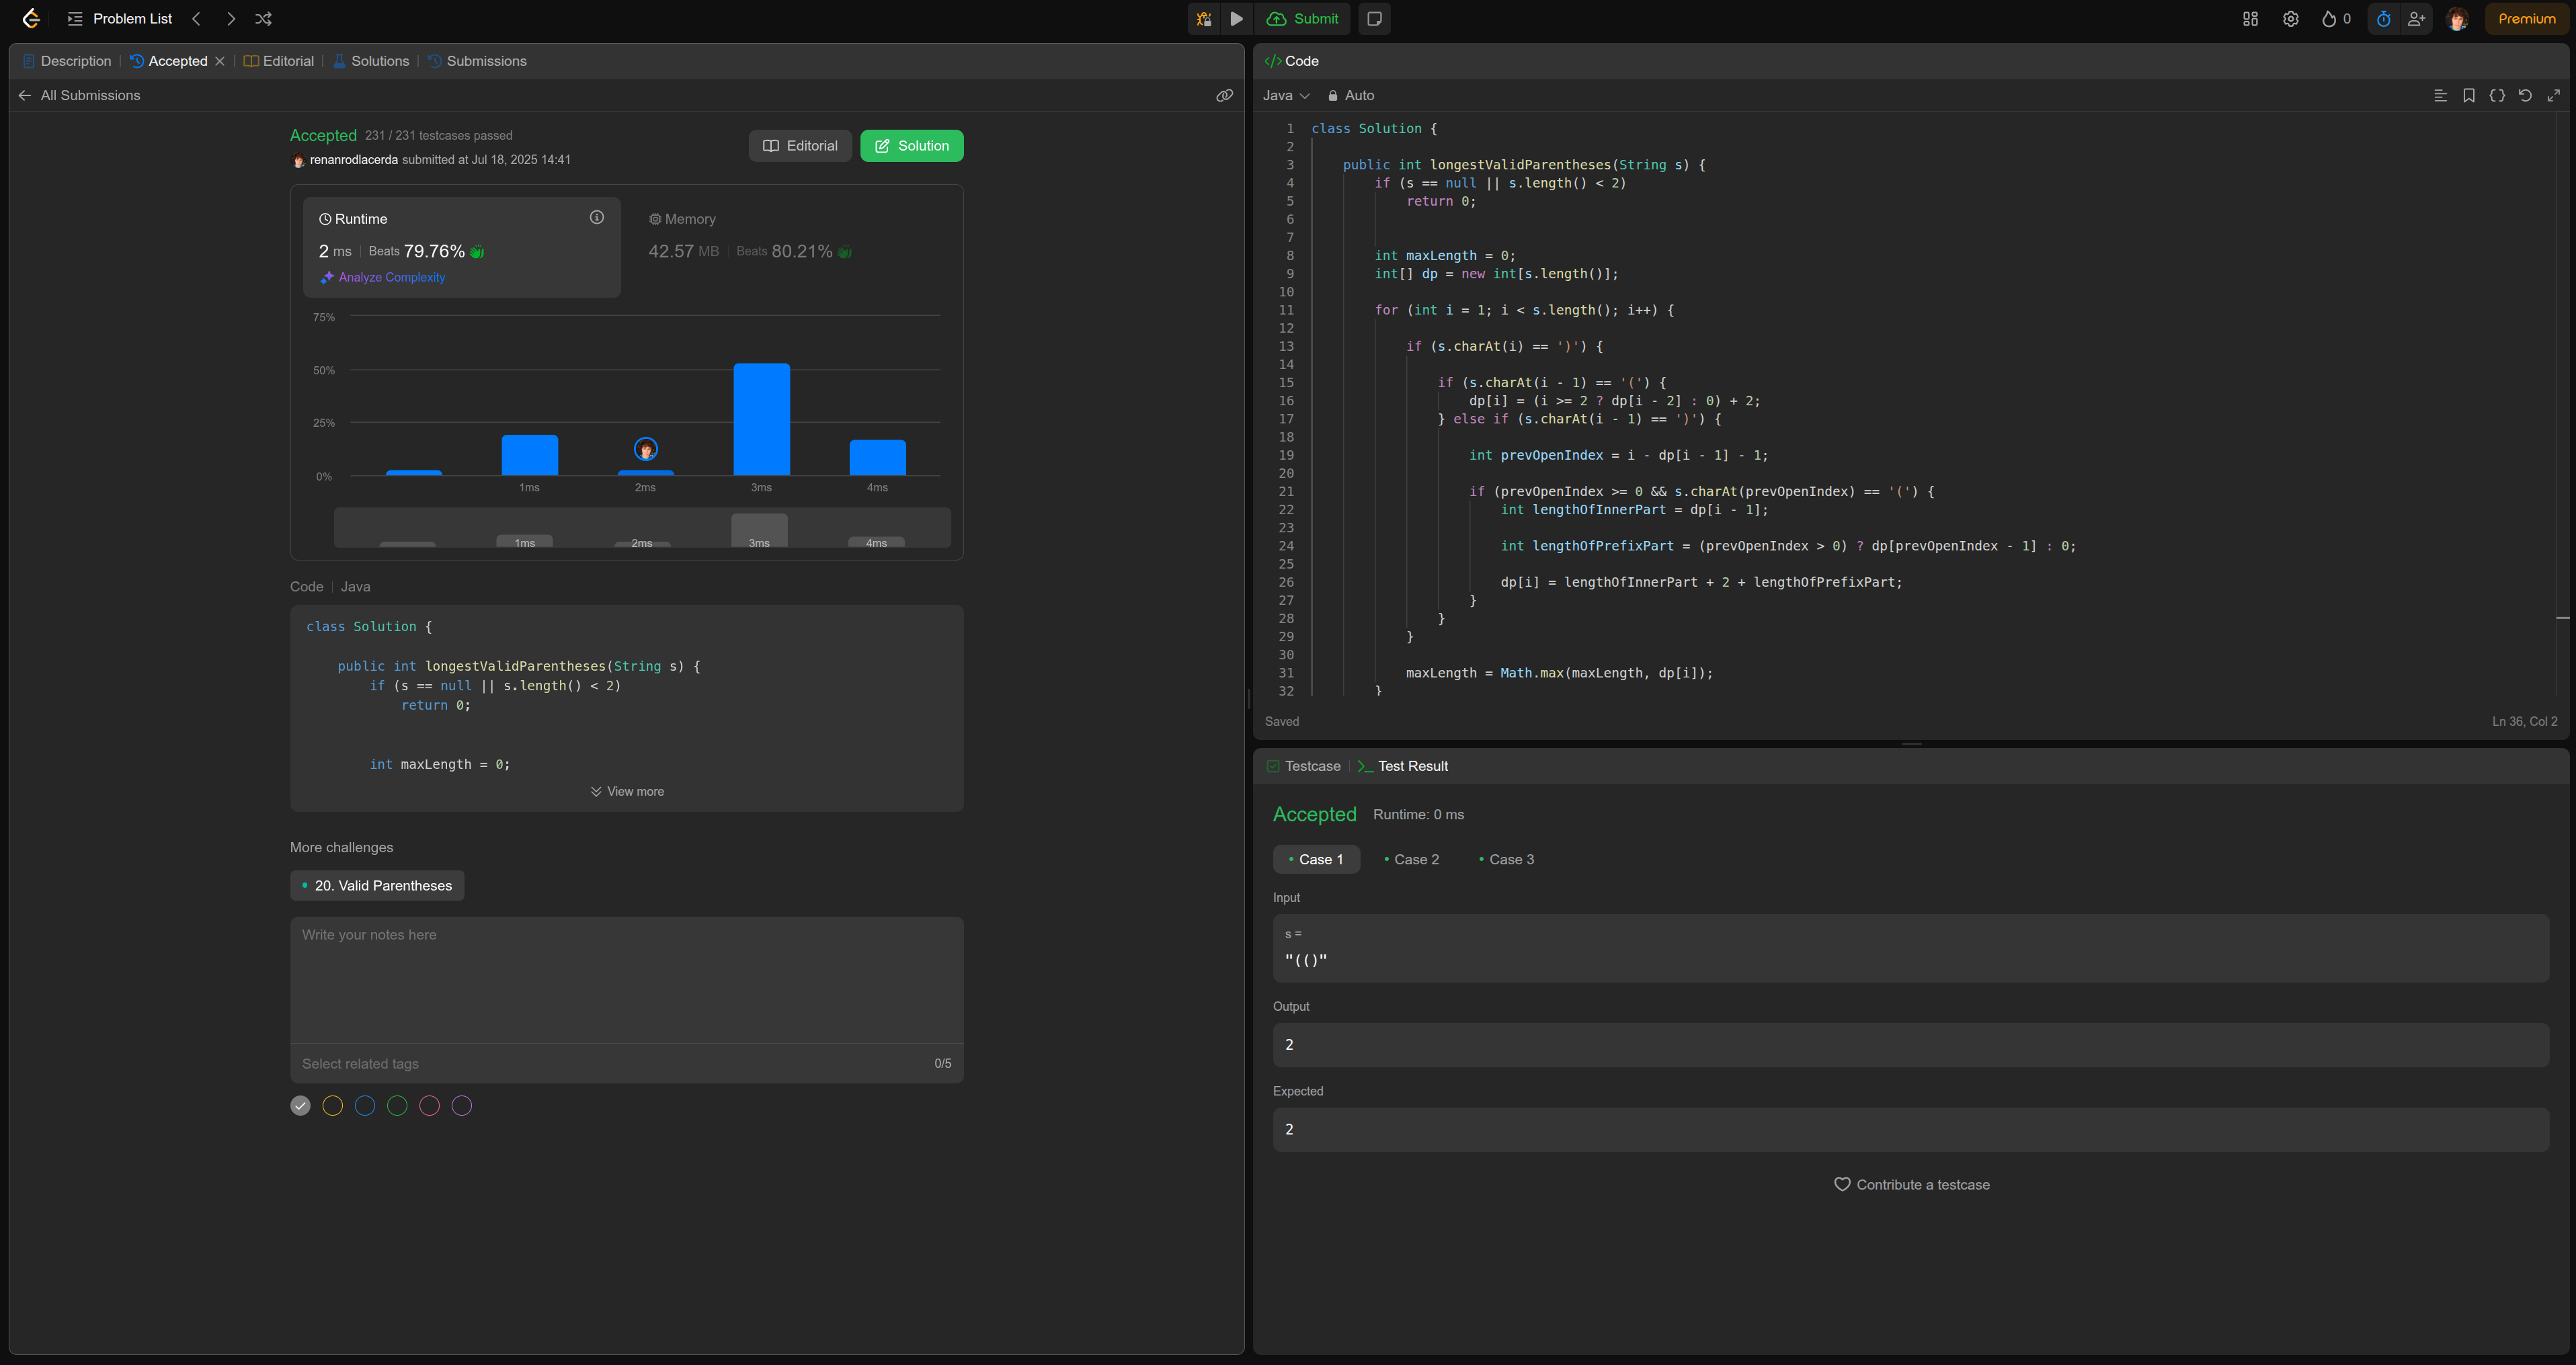 Problem List
Submit
0
Premium
Description
Accepted
Editorial
Solutions
Submissions
All Submissions
Accepted 231 / 231 testcases passed
renanrodlacerda submitted at Jul 18, 2025 14:41
Editorial
Solution
Runtime
2 ms Beats 79.76%
Analyze Complexity
Memory
42.57 MB Beats 80.21%
75%
50%
25%
0%
1ms 2ms 3ms 4ms
1ms 2ms 3ms 4ms
Code Java
class Solution {
public int longestValidParentheses(String s) {
if (s == null || s.length() < 2)
return 0;
int maxLength = 0;
View more
More challenges
20. Valid Parentheses
Write your notes here
Select related tags 0/5
</> Code
Java Auto
1 class Solution {
2
3 public int longestValidParentheses(String s) {
4 if (s == null || s.length() < 2)
5 return 0;
6
7
8 int maxLength = 0;
9 int[] dp = new int[s.length()];
10
11 for (int i = 1; i < s.length(); i++) {
12
13 if (s.charAt(i) == ')') {
14
15 if (s.charAt(i - 1) == '(') {
16 dp[i] = (i >= 2 ? dp[i - 2] : 0) + 2;
17 } else if (s.charAt(i - 1) == ')') {
18
19 int prevOpenIndex = i - dp[i - 1] - 1;
20
21 if (prevOpenIndex >= 0 && s.charAt(prevOpenIndex) == '(') {
22 int lengthOfInnerPart = dp[i - 1];
23
24 int lengthOfPrefixPart = (prevOpenIndex > 0) ? dp[prevOpenIndex - 1] : 0;
25
26 dp[i] = lengthOfInnerPart + 2 + lengthOfPrefixPart;
27 }
28 }
29 }
30
31 maxLength = Math.max(maxLength, dp[i]);
32 }
Saved Ln 36, Col 2
Testcase
Test Result
Accepted Runtime: 0 ms
Case 1 Case 2 Case 3
Input
s =
"(()"
Output
2
Expected
2
Contribute a testcase